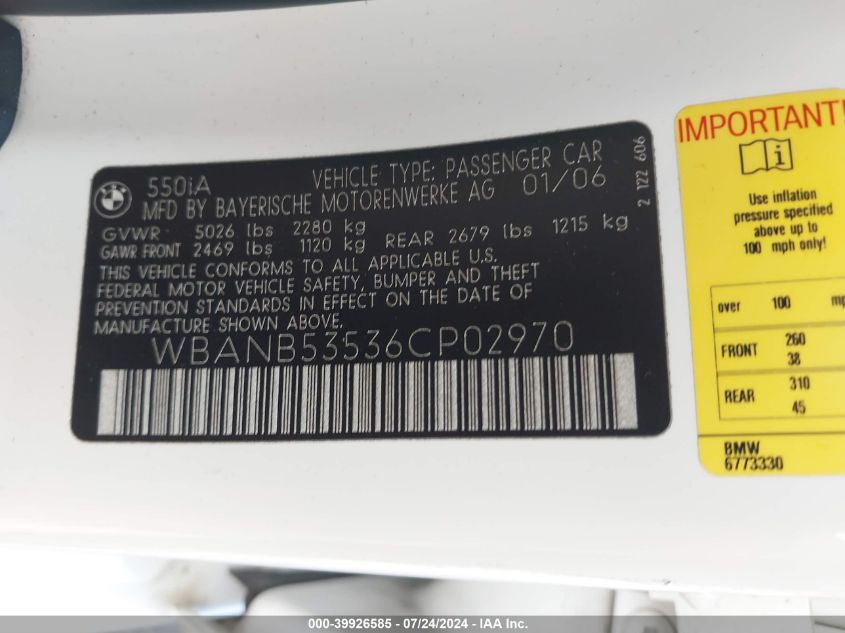 BMW
550iA VEHICLE TYPE: PASSENGER CAR
MFD BY BAYERISCHE MOTORENWERKE AG 01/06
GVWR 5026 lbs 2280 kg
GAWR FRONT 2469 lbs 1120 kg REAR 2679 lbs 1215 kg
THIS VEHICLE CONFORMS TO ALL APPLICABLE U.S.
FEDERAL MOTOR VEHICLE SAFETY, BUMPER AND THEFT
PREVENTION STANDARDS IN EFFECT ON THE DATE OF
MANUFACTURE SHOWN ABOVE.
WBANB53536CP02970
2 122 606
IMPORTANT!
Use inflation
pressure specified
above up to
100 mph only!
over 100 mp
FRONT 260
38
REAR 310
45
BMW
6773330
000-39926585 - 07/24/2024 - IAA Inc.